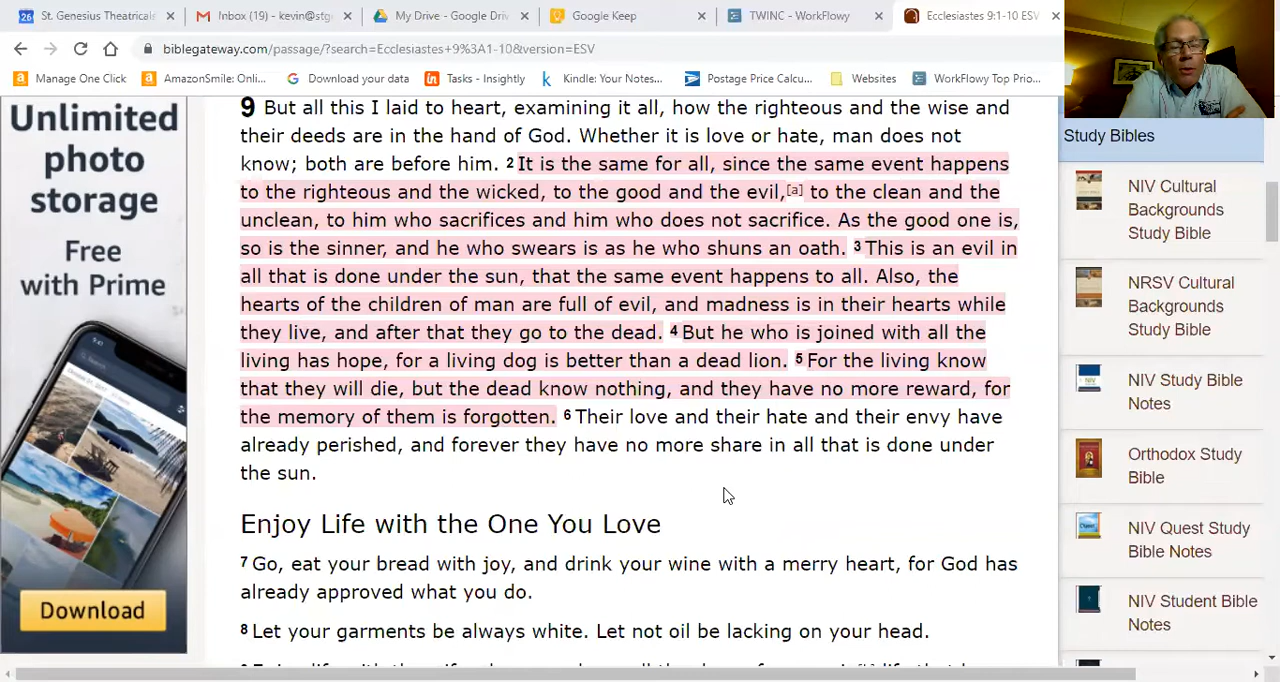 St. Genesius Theatricals
Inbox (19) - kevin@stg
My Drive - Google Dri
Google Keep
TWINC - WorkFlowy
Ecclesiastes 9:1-10 ESV
biblegateway.com/passage/?search=Ecclesiastes+9%3A1-10&version=ESV
Manage One Click
AmazonSmile: Onli...
Download your data
Tasks - Insightly
Kindle: Your Notes...
Postage Price Calcu...
Websites
WorkFlowy Top Prio...
Unlimited
photo
storage
Free
with Prime
Download
9 But all this I laid to heart, examining it all, how the righteous and the wise and
their deeds are in the hand of God. Whether it is love or hate, man does not
know; both are before him. 2 It is the same for all, since the same event happens
to the righteous and the wicked, to the good and the evil,[a] to the clean and the
unclean, to him who sacrifices and him who does not sacrifice. As the good one is,
so is the sinner, and he who swears is as he who shuns an oath. 3 This is an evil in
all that is done under the sun, that the same event happens to all. Also, the
hearts of the children of man are full of evil, and madness is in their hearts while
they live, and after that they go to the dead. 4 But he who is joined with all the
living has hope, for a living dog is better than a dead lion. 5 For the living know
that they will die, but the dead know nothing, and they have no more reward, for
the memory of them is forgotten. 6 Their love and their hate and their envy have
already perished, and forever they have no more share in all that is done under
the sun.
Enjoy Life with the One You Love
7 Go, eat your bread with joy, and drink your wine with a merry heart, for God has
already approved what you do.
8 Let your garments be always white. Let not oil be lacking on your head.
Study Bibles
NIV Cultural
Backgrounds
Study Bible
NRSV Cultural
Backgrounds
Study Bible
NIV Study Bible
Notes
Orthodox Study
Bible
NIV Quest Study
Bible Notes
NIV Student Bible
Notes